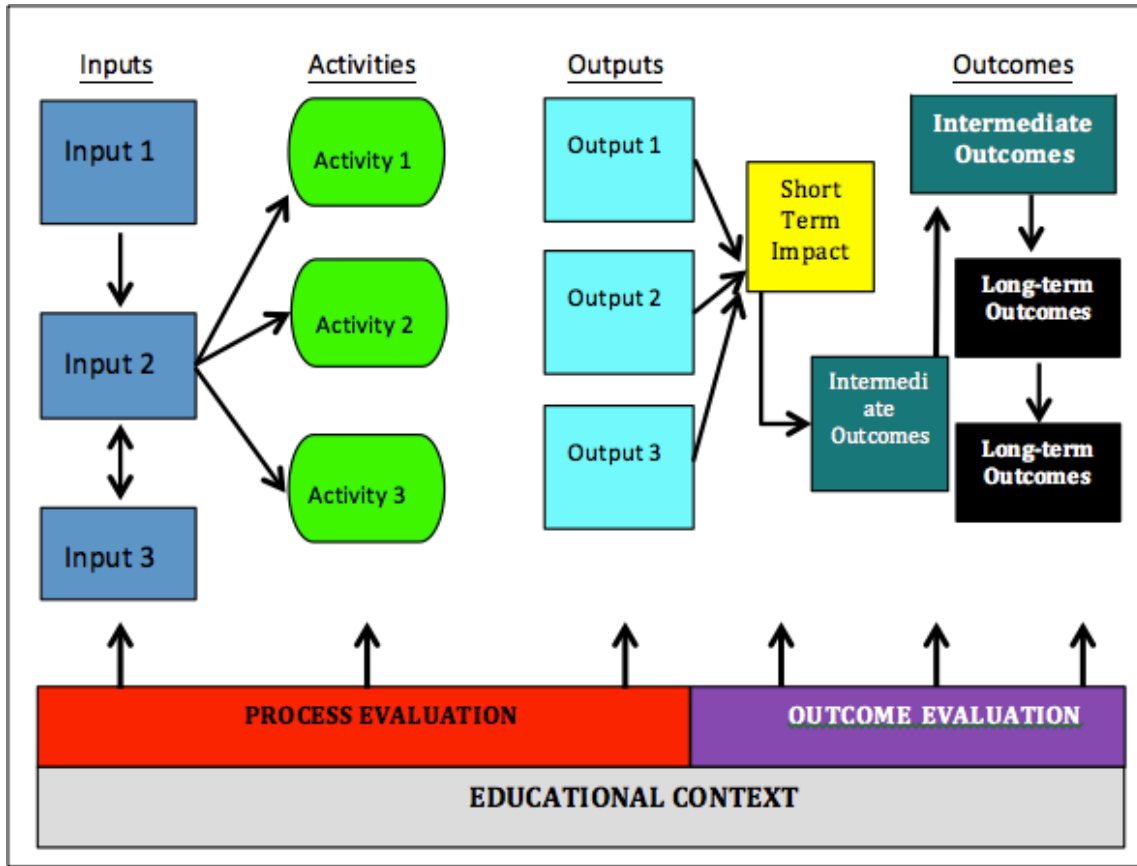 Inputs
Activities
Outputs
Outcomes
Input 1
Input 2
Input 3
Activity 1
Activity 2
Activity 3
Output 1
Output 2
Output 3
Short
Term
Impact
Intermedi
ate
Outcomes
Intermediate
Outcomes
Long-term
Outcomes
Long-term
Outcomes
PROCESS EVALUATION
OUTCOME EVALUATION
EDUCATIONAL CONTEXT